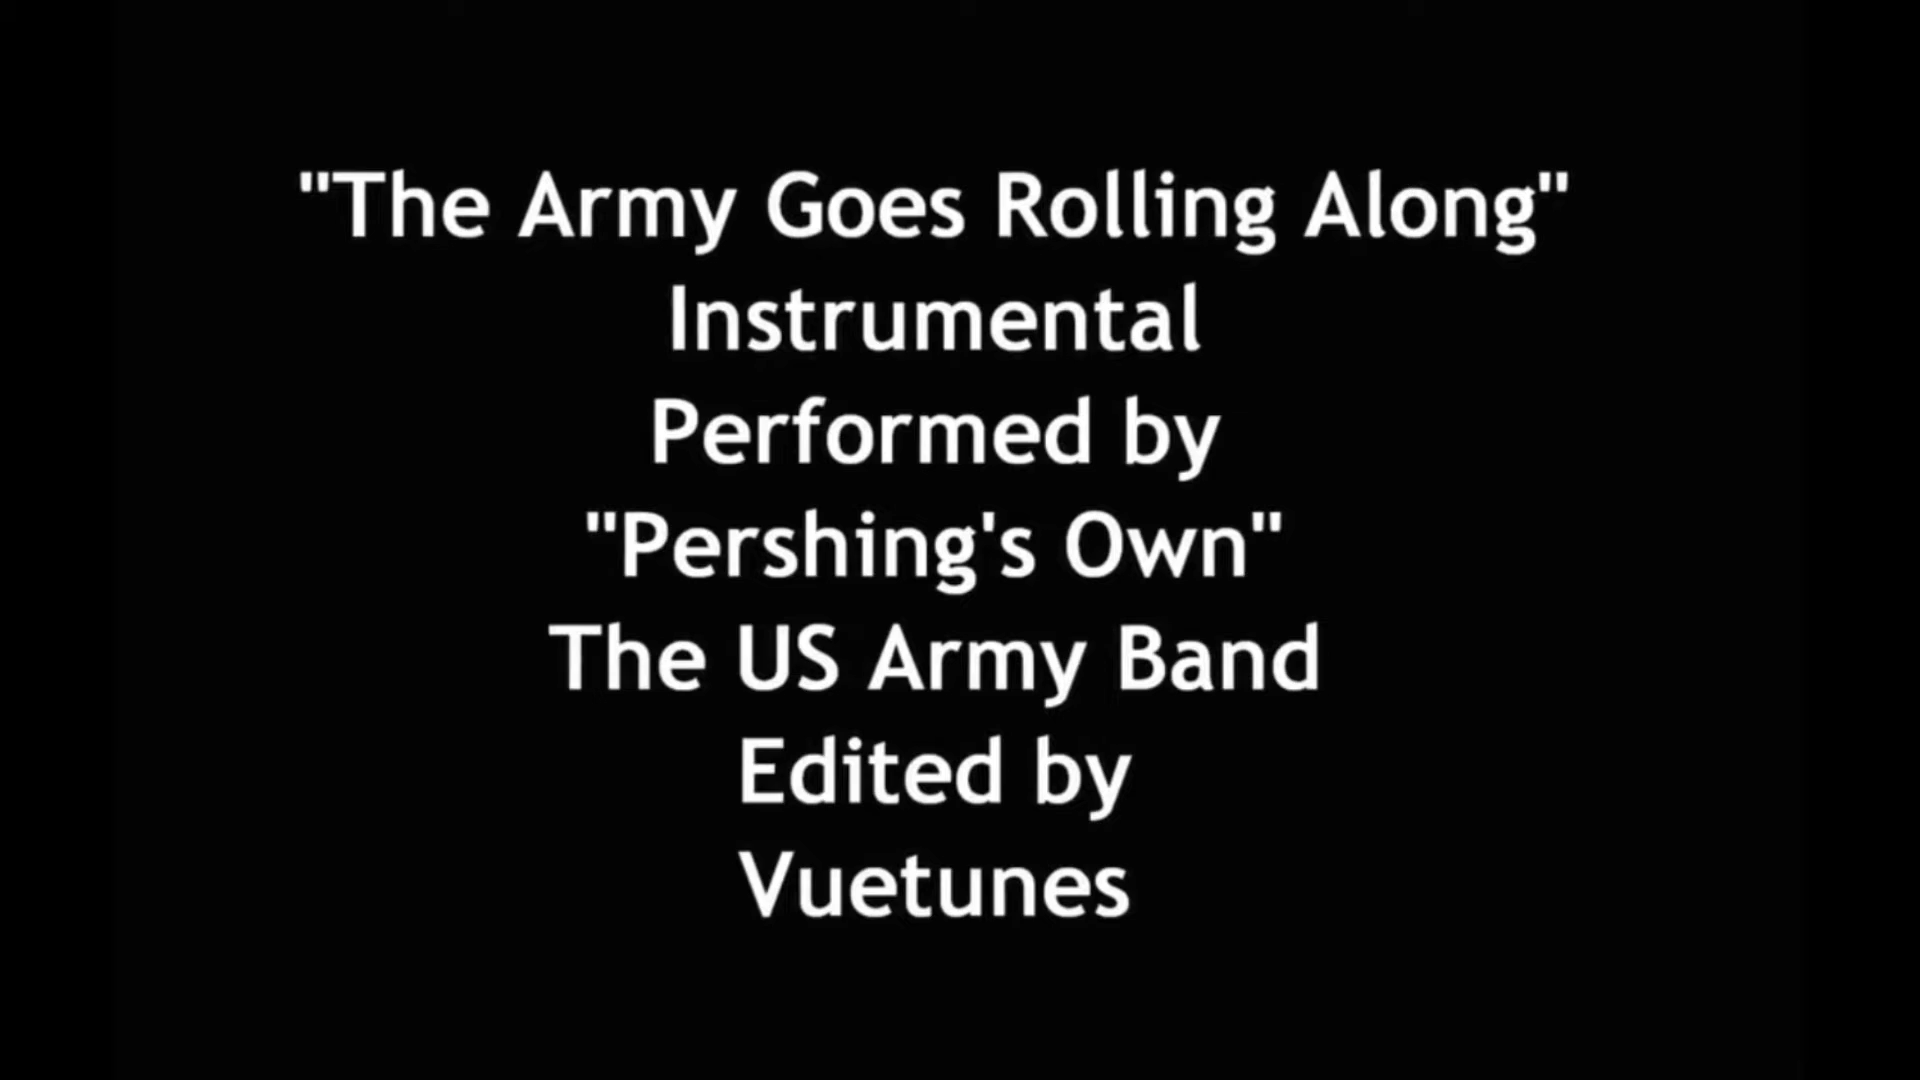 "The Army Goes Rolling Along"
Instrumental
Performed by
"Pershing's Own"
The US Army Band
Edited by
Vuetunes